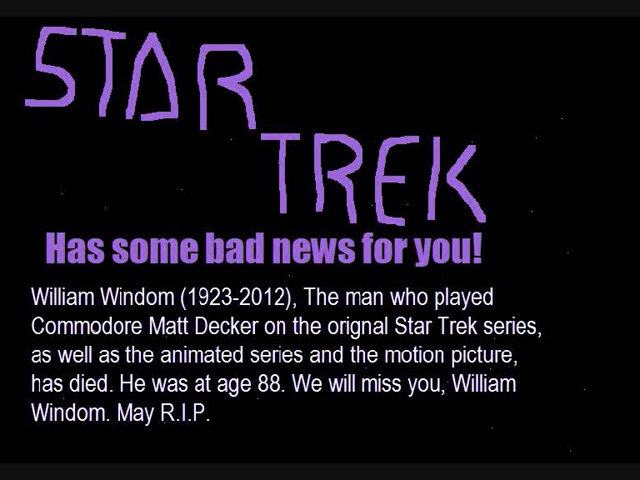 STAR
TREK
Has some bad news for you!
William Windom (1923-2012), The man who played
Commodore Matt Decker on the orignal Star Trek series,
as well as the animated series and the motion picture,
has died. He was at age 88. We will miss you, William
Windom. May R.I.P.